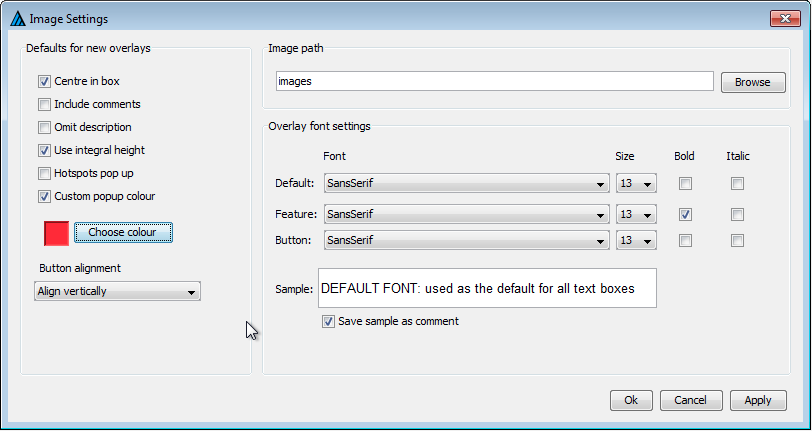 Image Settings
Defaults for new overlays
Centre in box
Include comments
Omit description
Use integral height
Hotspots pop up
Custom popup colour
Choose colour
Button alignment
Align vertically
Image path
images
Browse
Overlay font settings
Font Size Bold Italic
Default: SansSerif 13
Feature: SansSerif 13
Button: SansSerif 13
Sample: DEFAULT FONT: used as the default for all text boxes
Save sample as comment
Ok Cancel Apply